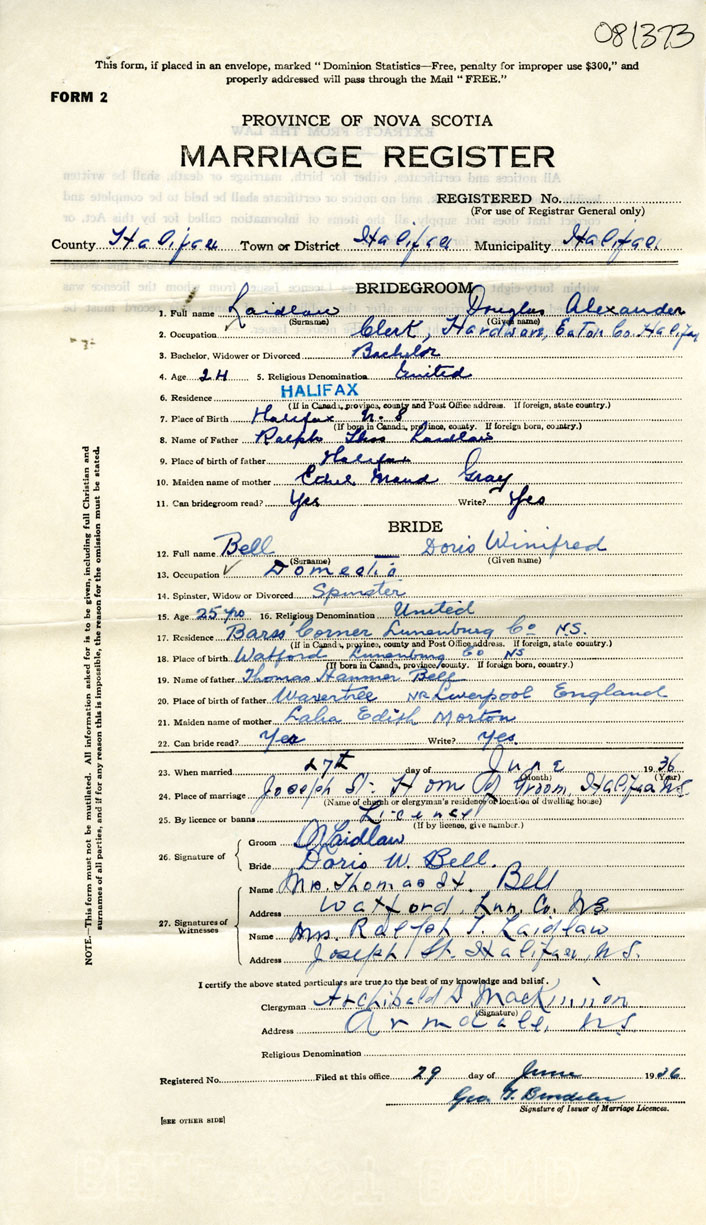 081373
This form, if placed in an envelope, marked "Dominion Statistics—Free, penalty for improper use $300," and
properly addressed will pass through the Mail "FREE."
FORM 2
PROVINCE OF NOVA SCOTIA
MARRIAGE REGISTER
REGISTERED No.
(For use of Registrar General only)
County Halifax Town or District Halifax Municipality Halifax
BRIDEGROOM
1. Full name Laidlaw Douglas Alexander
(Surname) (Given name)
2. Occupation Clerk, Hardware, Eaton Co. Halifax
3. Bachelor, Widower or Divorced Bachelor
4. Age 24 5. Religious Denomination United
6. Residence HALIFAX
(If in Canada, province, county and Post Office address. If foreign, state country.)
7. Place of Birth Halifax N. S
(If born in Canada, province, county. If foreign born, country.)
8. Name of Father Ralph Thos Laidlaw
9. Place of birth of father Halifax
10. Maiden name of mother Ethel Maud Gray
11. Can bridegroom read? Yes Write? Yes
BRIDE
12. Full name Bell Doris Winifred
(Surname) (Given name)
13. Occupation Domestic
14. Spinster, Widow or Divorced Spinster
15. Age 25 yrs 16. Religious Denomination United
17. Residence Barss Corner Lunenburg Co NS.
(If in Canada, province, county and Post Office address. If foreign, state country.)
18. Place of birth Watford Lunenburg Co NS
(If born in Canada, province/county. If foreign born, country.)
19. Name of father Thomas Hammer Bell
20. Place of birth of father Wavertree NR Liverpool England
21. Maiden name of mother Edith Morton
22. Can bride read? Yes Write? Yes.
23. When married 27th day of June 1936
(Month) (Year)
24. Place of marriage Joseph St. Home Of Groom, Halifax NS
(Name of church or clergyman's residence or location of dwelling house)
25. By licence or banns License
(If by licence, give number.)
26. Signature of
Groom Laidlaw
Bride Doris W. Bell.
27. Signatures of Witnesses
Name Mrs. Thomas H. Bell
Address Watford, Lun. Co. NS
Name Mrs. Ralph T. Laidlaw
Address Joseph St. Halifax, N.S.
I certify the above stated particulars are true to the best of my knowledge and belief.
Clergyman Archibald D. MacKinnon
(Signature)
Address Armdale, NS
Religious Denomination
Registered No. Filed at this office 29 day of June 1936
Geo. T.
Signature of Issuer of Marriage Licences.
[SEE OTHER SIDE]
NOTE.—This form must not be mutilated. All information asked for is to be given, including full Christian and
surnames of all parties, and if for any reason this is impossible, the reason for the omission must be stated.